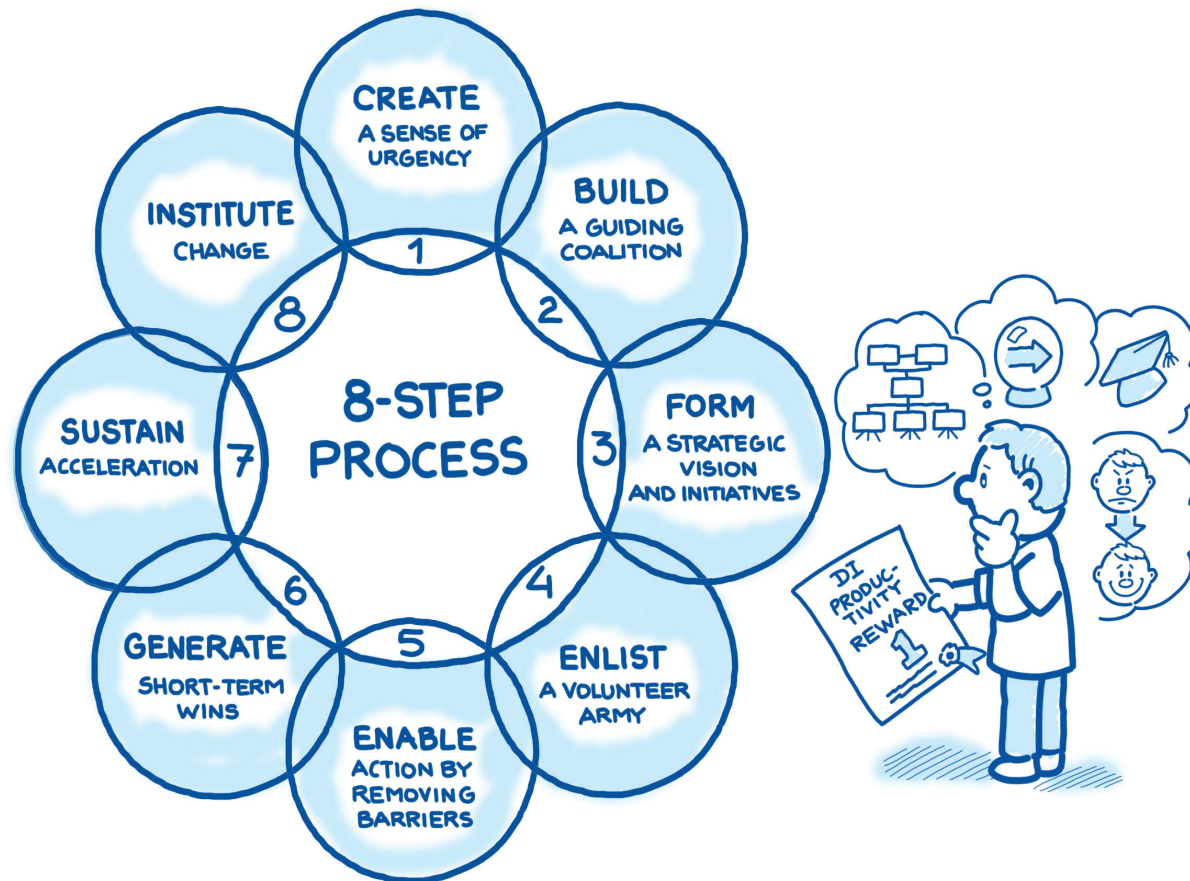 CREATE
A SENSE OF
URGENCY
1
BUILD
A GUIDING
COALITION
2
FORM
A STRATEGIC
VISION
AND INITIATIVES
3
ENLIST
A VOLUNTEER
ARMY
4
ENABLE
ACTION BY
REMOVING
BARRIERS
5
GENERATE
SHORT-TERM
WINS
6
SUSTAIN
ACCELERATION
7
INSTITUTE
CHANGE
8
8-STEP
PROCESS
DI
PRODUC-
TIVITY
REWARD
1